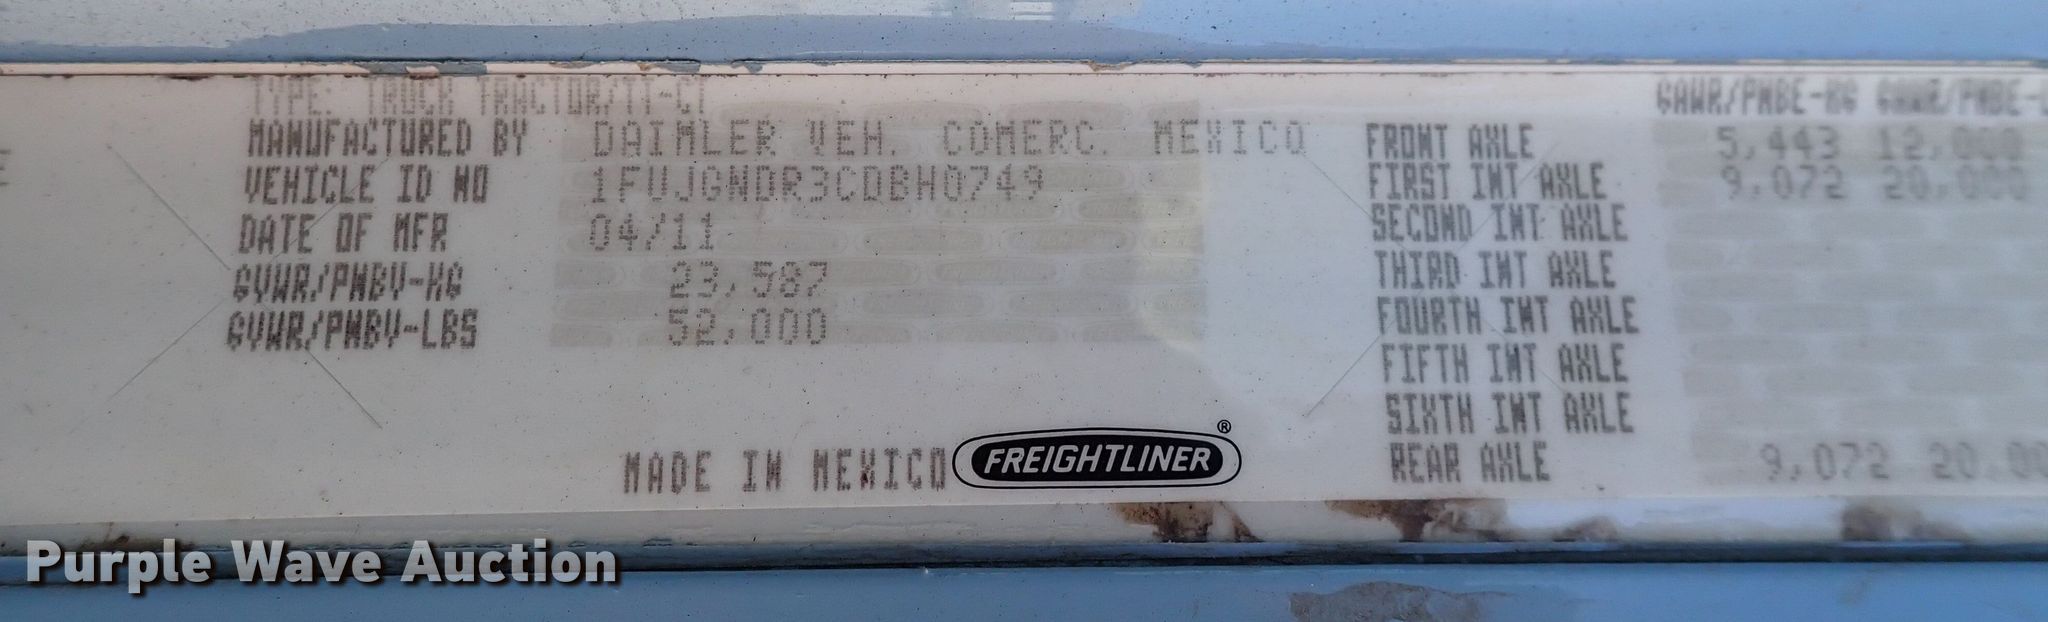 TYPE: TRUCK TRACTOR/TT-CT
MANUFACTURED BY DAIMLER VEH. COMERC. MEXICO
VEHICLE ID NO 1FUJGNDR3CDBH0749
DATE OF MFR 04/11
GVWR/PNBV-KG 23,587
GVWR/PNBV-LBS 52,000
MADE IN MEXICO FREIGHTLINER®
GAWR/PNBE-KG GAWR/PNBE-L
FRONT AXLE 5,443 12,000
FIRST INT AXLE 9,072 20,000
SECOND INT AXLE
THIRD INT AXLE
FOURTH INT AXLE
FIFTH INT AXLE
SIXTH INT AXLE
REAR AXLE 9,072 20,00
Purple Wave Auction